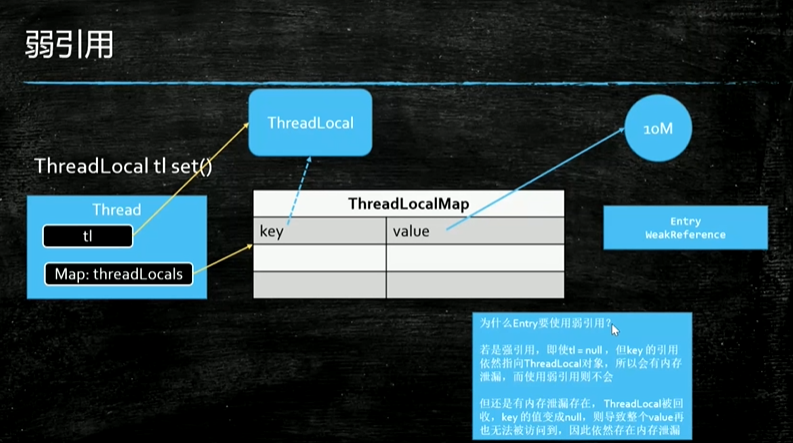 弱引用
ThreadLocal
10M
ThreadLocal tl set()
Thread
tl
Map: threadLocals
ThreadLocalMap
key
value
Entry
WeakReference
为什么Entry要使用弱引用？
若是强引用，即使tl = null ，但key 的引用
依然指向ThreadLocal对象，所以会有内存
泄漏，而使用弱引用则不会
但还是有内存泄漏存在， ThreadLocal被回
收，key 的值变成null，则导致整个value再
也无法被访问到，因此依然存在内存泄漏